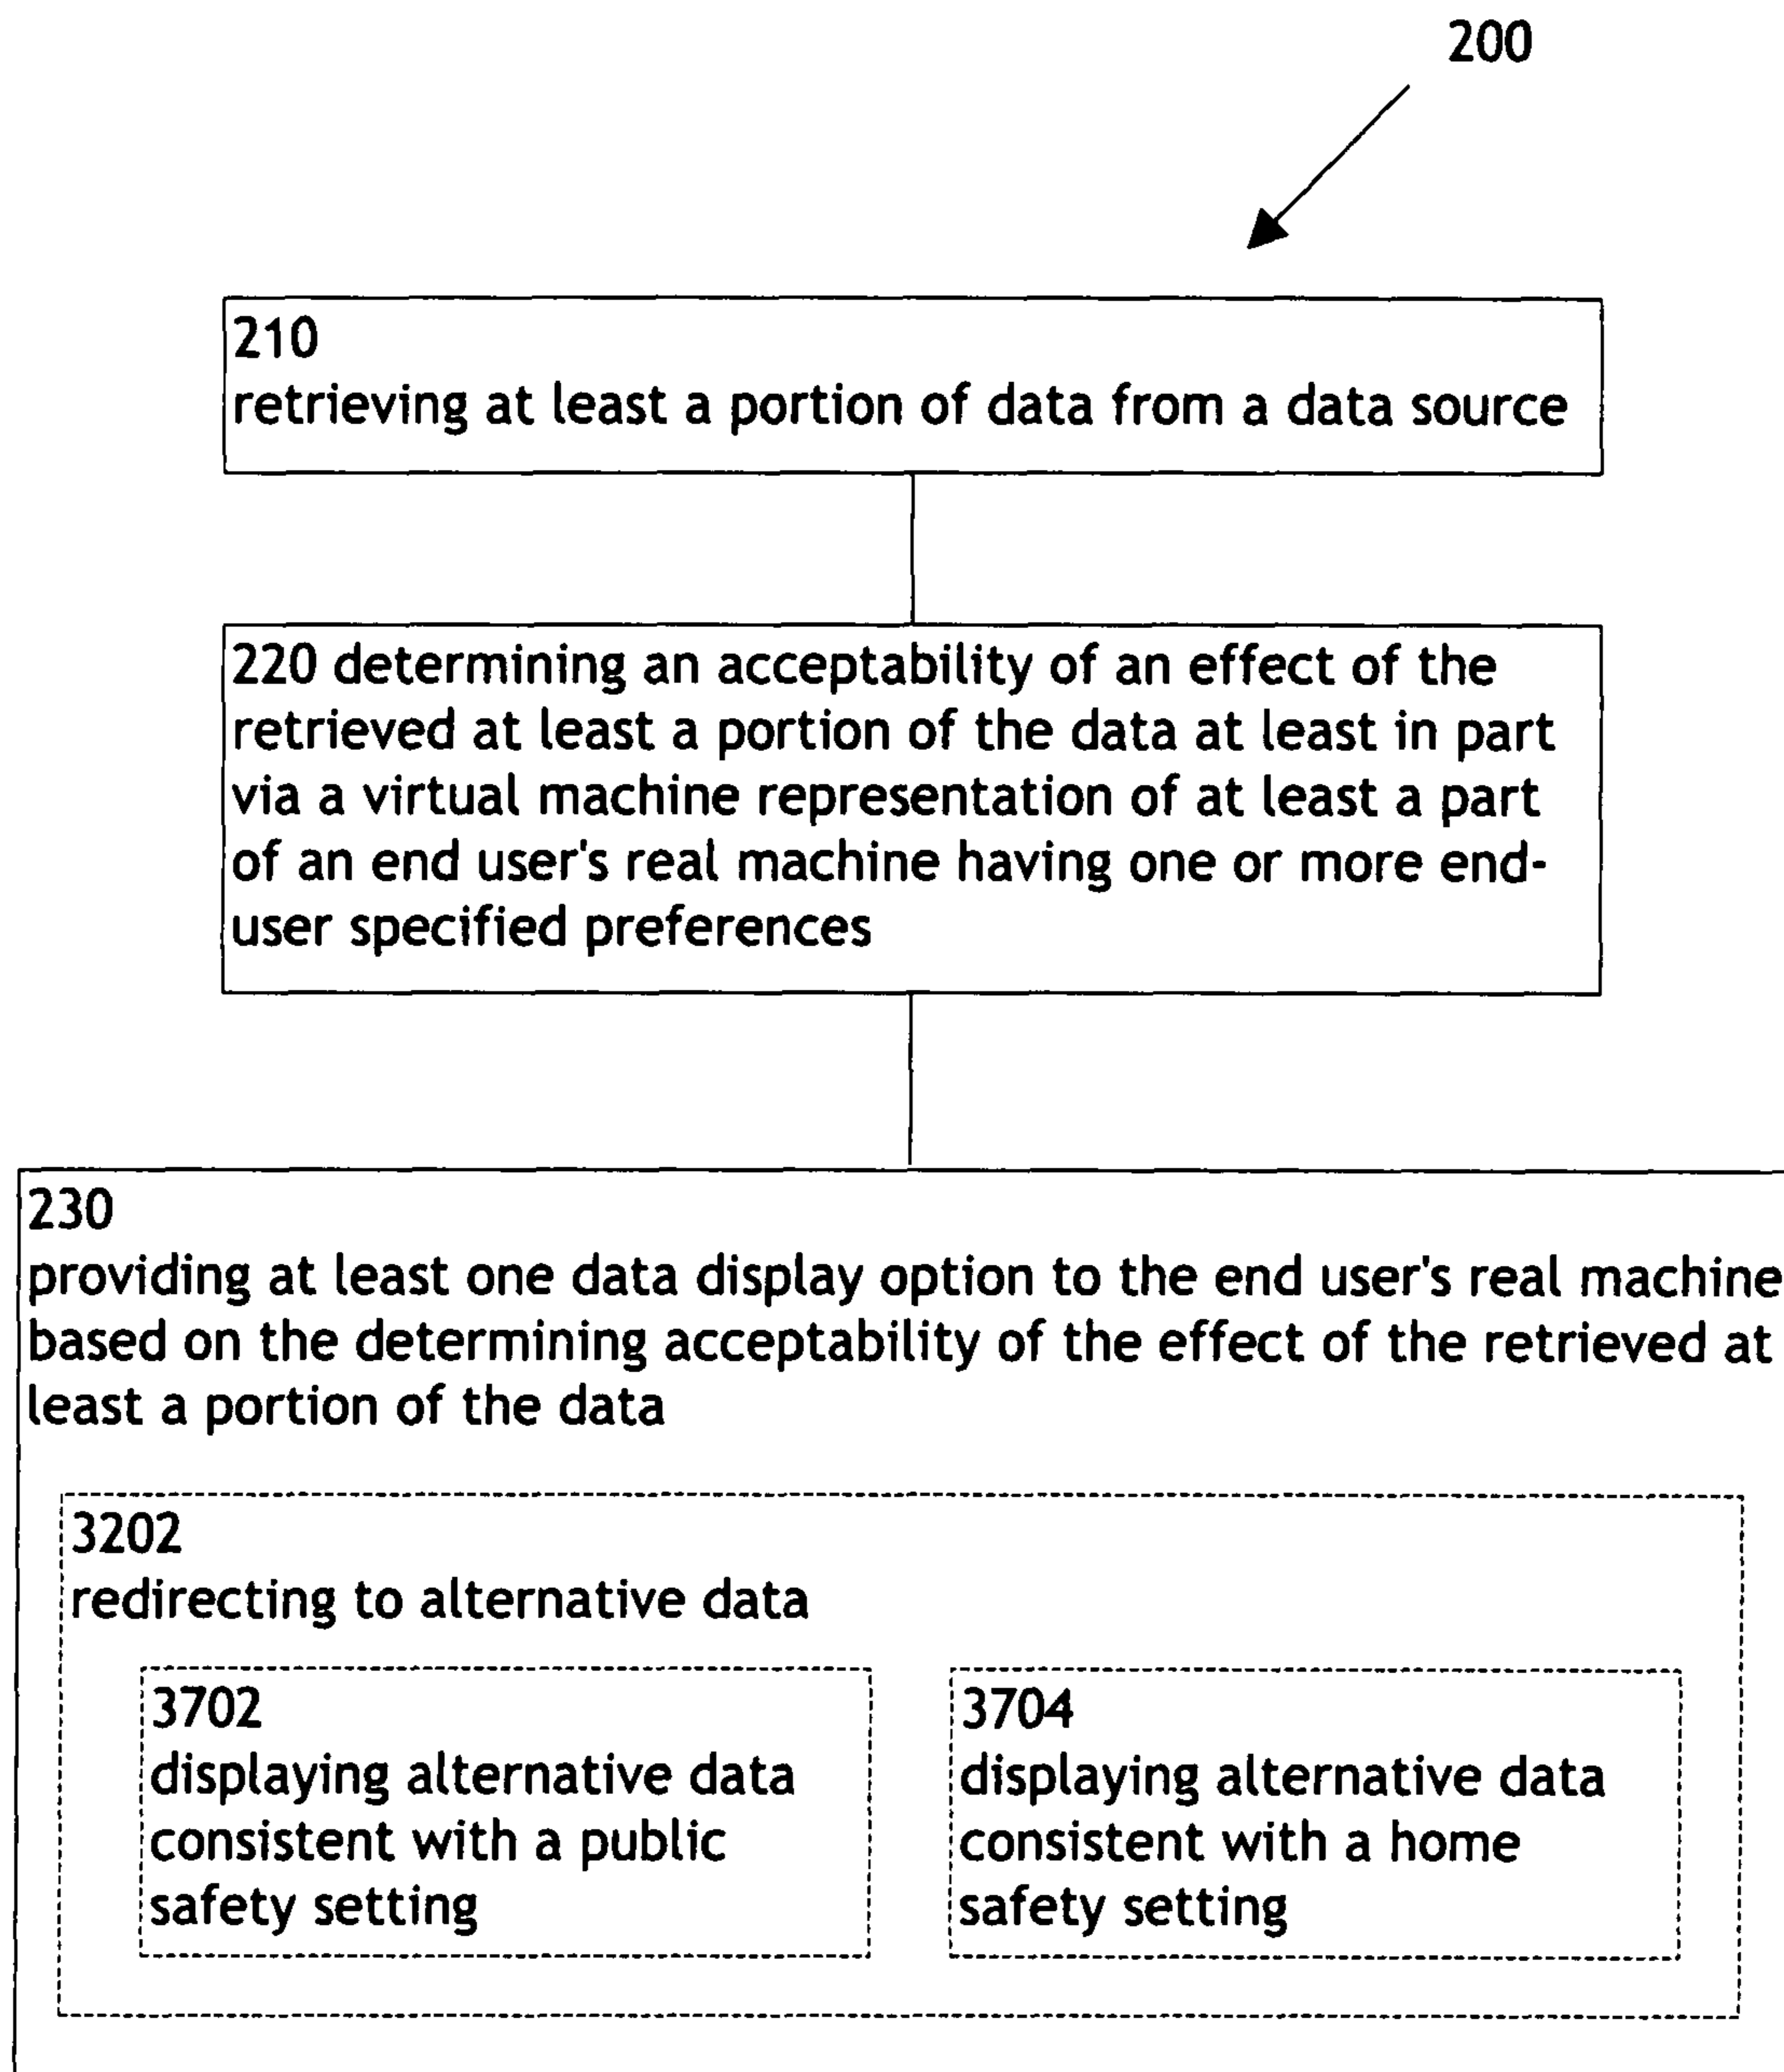 200
210
retrieving at least a portion of data from a data source
220 determining an acceptability of an effect of the
retrieved at least a portion of the data at least in part
via a virtual machine representation of at least a part
of an end user's real machine having one or more end-
user specified preferences
230
providing at least one data display option to the end user's real machine
based on the determining acceptability of the effect of the retrieved at
least a portion of the data
3202
redirecting to alternative data
3702
displaying alternative data
consistent with a public
safety setting
3704
displaying alternative data
consistent with a home
safety setting